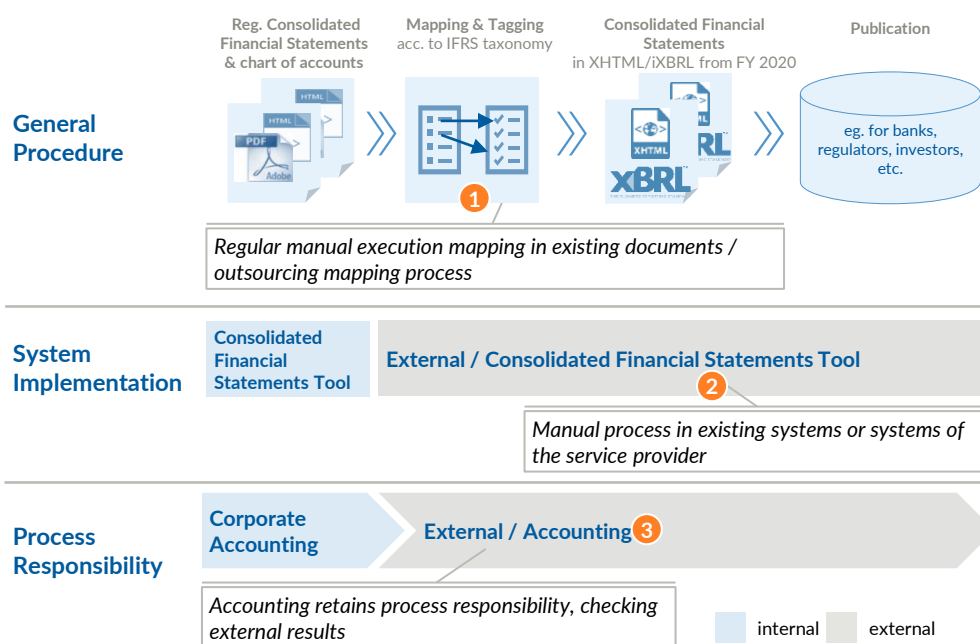 Reg. Consolidated
Financial Statements
& chart of accounts
Mapping & Tagging
acc. to IFRS taxonomy
Consolidated Financial
Statements
in XHTML/iXBRL from FY 2020
Publication
General
Procedure
HTML
HTML
PDF
Adobe
XHTML
XBRL
RL
eg. for banks,
regulators, investors,
etc.
1
Regular manual execution mapping in existing documents /
outsourcing mapping process
System
Implementation
Consolidated
Financial
Statements Tool
External / Consolidated Financial Statements Tool
2
Manual process in existing systems or systems of
the service provider
Process
Responsibility
Corporate
Accounting
External / Accounting
3
Accounting retains process responsibility, checking
external results
internal
external